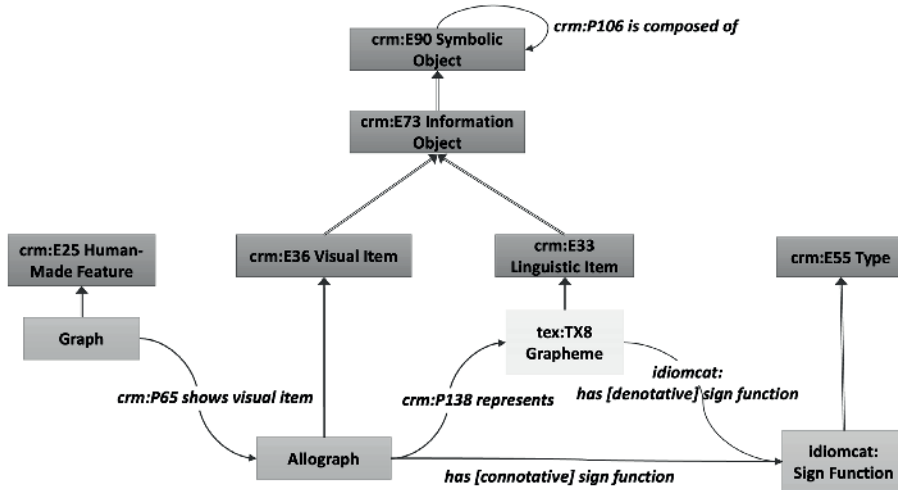 crm:P106 is composed of
crm:E90 Symbolic
Object
crm:E73 Information
Object
crm:E25 Human-
Made Feature
crm:E36 Visual Item
crm:E33
Linguistic Item
crm:E55 Type
Graph
tex:TX8
Grapheme
idiomcat:
has [denotative] sign function
crm:P65 shows visual item
crm:P138 represents
Allograph
has [connotative] sign function
idiomcat:
Sign Function